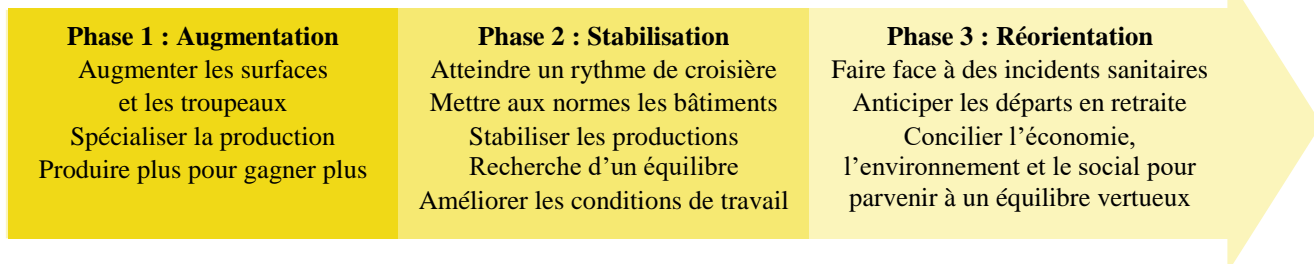 Phase 1 : Augmentation
Augmenter les surfaces
et les troupeaux
Spécialiser la production
Produire plus pour gagner plus
Phase 2 : Stabilisation
Atteindre un rythme de croisière
Mettre aux normes les bâtiments
Stabiliser les productions
Recherche d’un équilibre
Améliorer les conditions de travail
Phase 3 : Réorientation
Faire face à des incidents sanitaires
Anticiper les départs en retraite
Concilier l’économie,
l’environnement et le social pour
parvenir à un équilibre vertueux